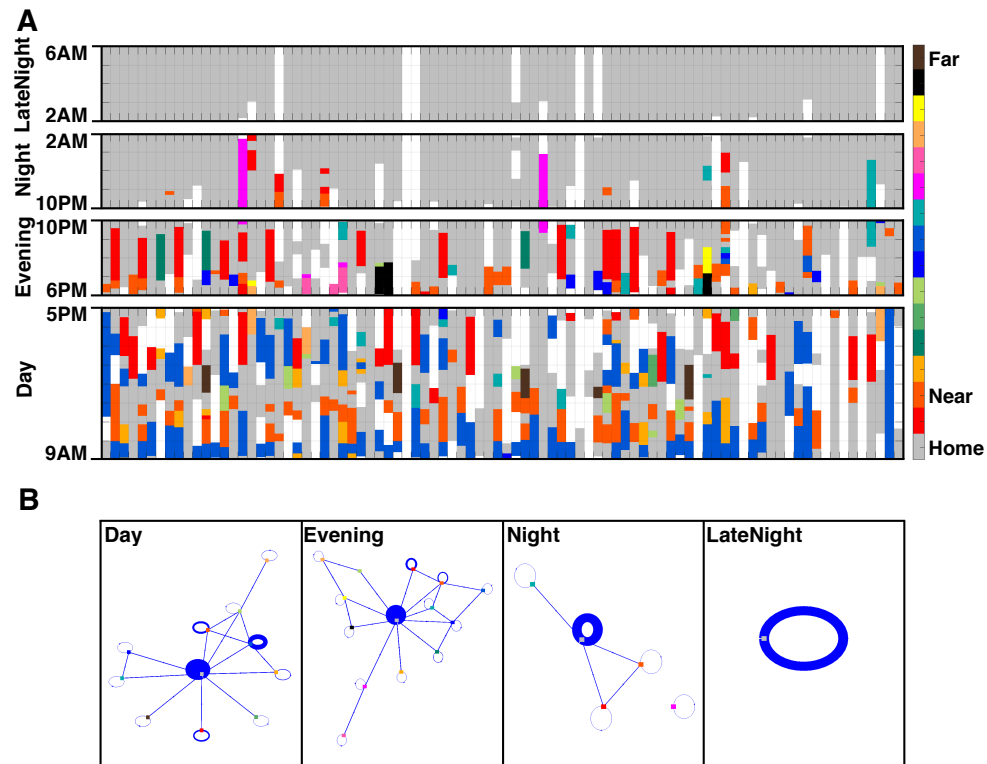 A
LateNight
6AM
2AM
Night
2AM
10PM
Evening
10PM
6PM
Day
5PM
9AM
Far
Near
Home
B
Day
Evening
Night
LateNight